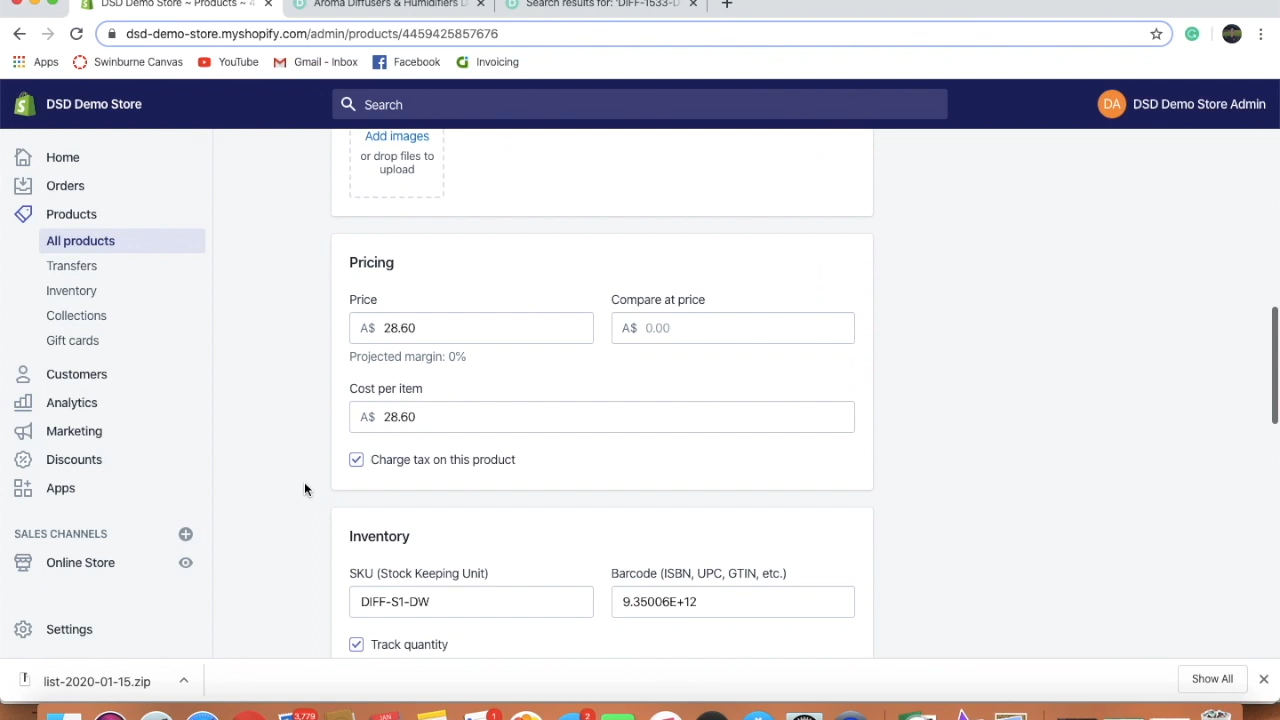 DSD Demo Store ~ Products ~ 4
Aroma Diffusers & Humidifiers D
Search results for: 'DIFF-1533-D
dsd-demo-store.myshopify.com/admin/products/4459425857676
Apps
Swinburne Canvas
YouTube
Gmail - Inbox
Facebook
Invoicing
DSD Demo Store
Search
DA
DSD Demo Store Admin
Home
Orders
Products
All products
Transfers
Inventory
Collections
Gift cards
Customers
Analytics
Marketing
Discounts
Apps
SALES CHANNELS
Online Store
Settings
Add images
or drop files to
upload
Pricing
Price
Compare at price
A$ 28.60
A$ 0.00
Projected margin: 0%
Cost per item
A$ 28.60
Charge tax on this product
Inventory
SKU (Stock Keeping Unit)
Barcode (ISBN, UPC, GTIN, etc.)
DIFF-S1-DW
9.35006E+12
Track quantity
list-2020-01-15.zip
Show All
3,779
JAN
1
2